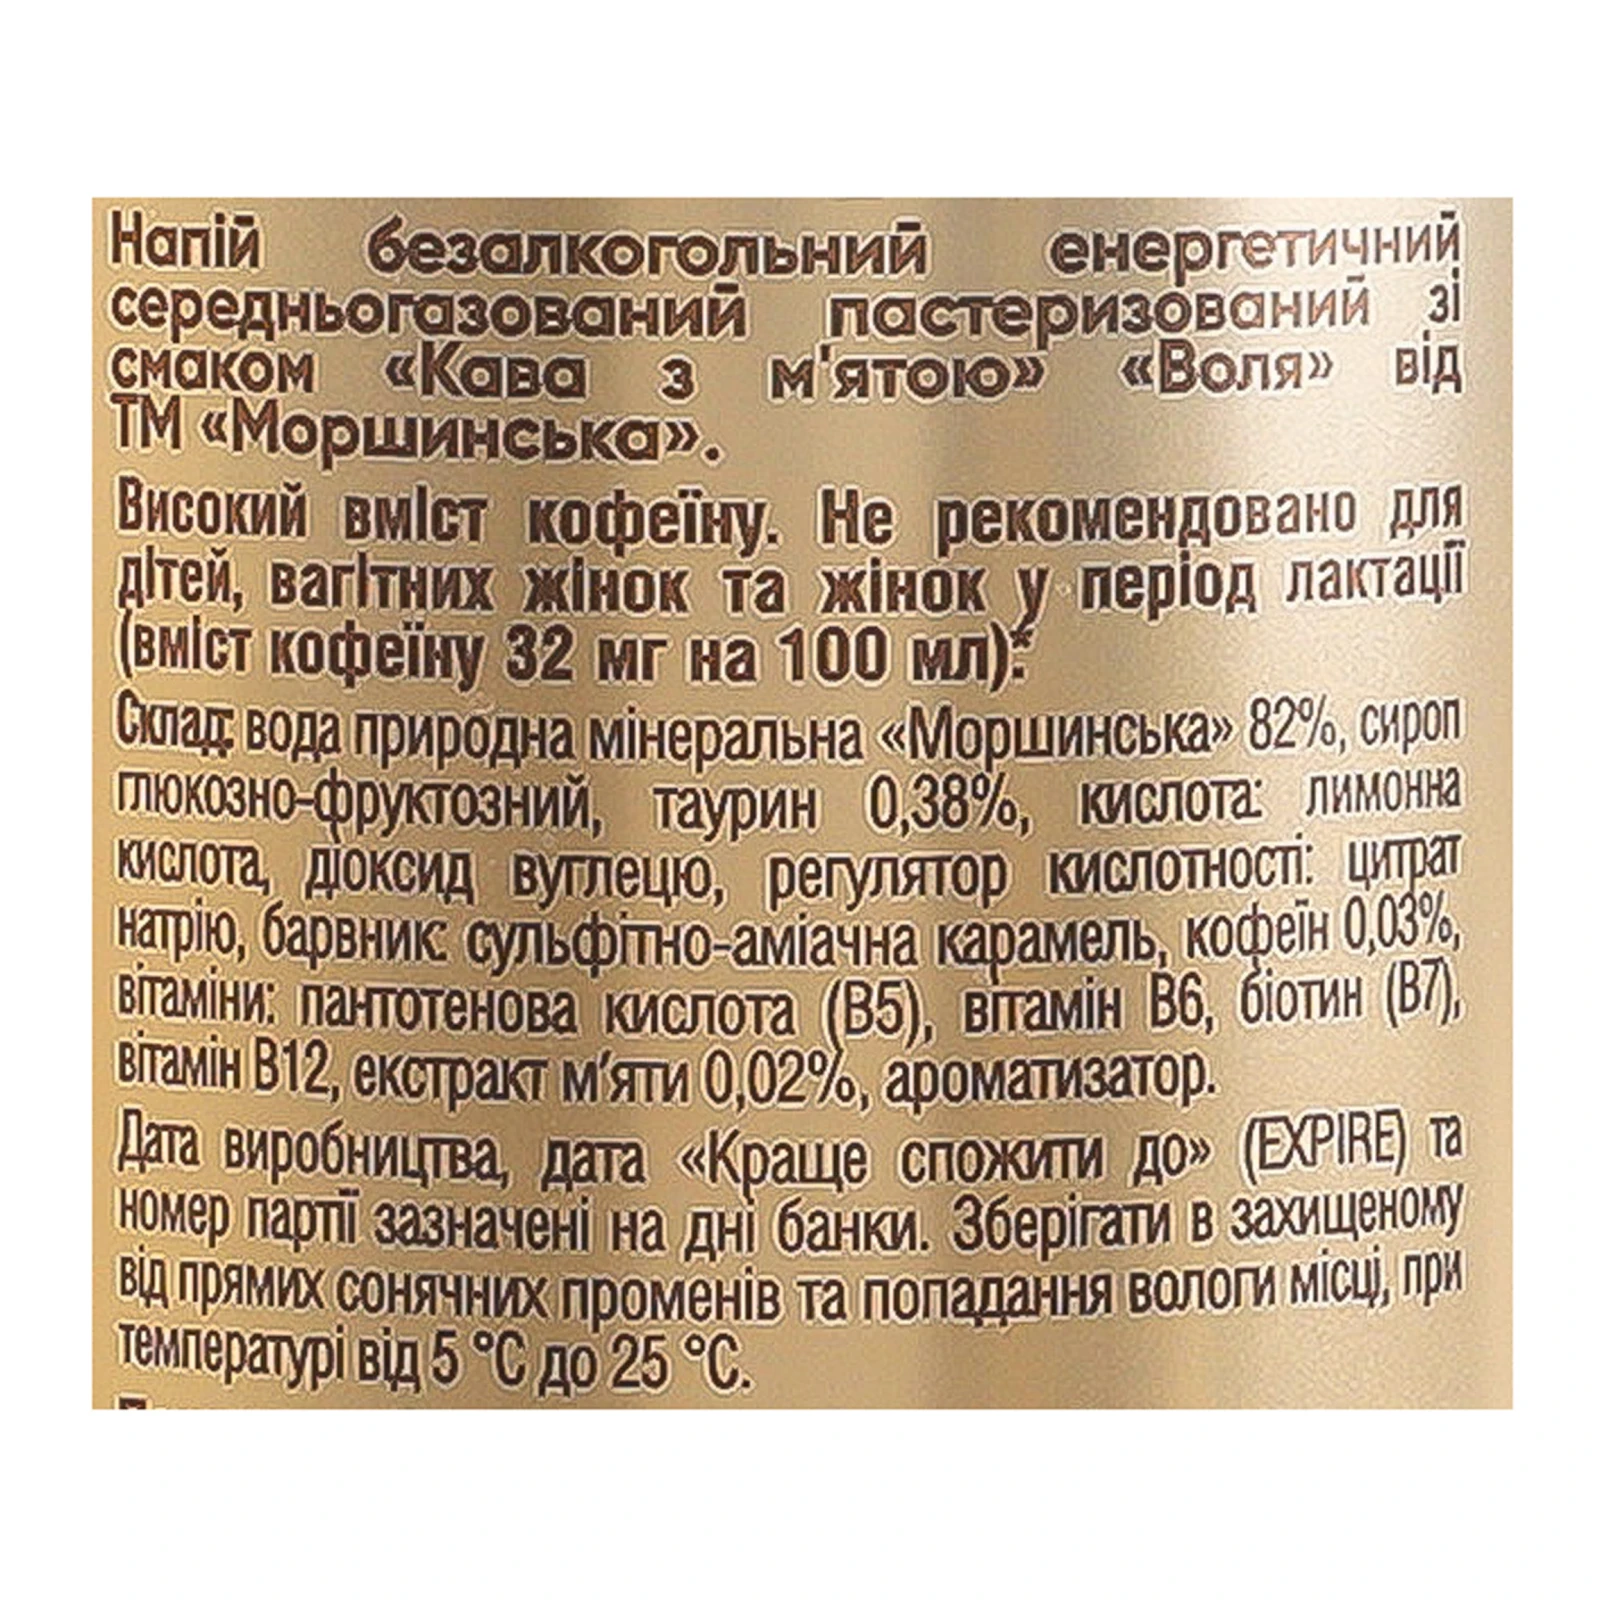 Напій безалкогольний енергетичний
середньогазований пастеризований зі
смаком «Кава з м'ятою» «Воля» від
ТМ «Моршинська».
Високий вміст кофеїну. Не рекомендовано для
дітей, вагітних жінок та жінок у період лактації
(вміст кофеїну 32 мг на 100 мл).*
Склад: вода природна мінеральна «Моршинська» 82%, сироп
глюкозно-фруктозний, таурин 0,38%, кислота: лимонна
кислота, діоксид вуглецю, регулятор кислотності: цитрат
натрію, барвник: сульфітно-аміачна карамель, кофеїн 0,03%,
вітаміни: пантотенова кислота (В5), вітамін В6, біотин (В7),
вітамін В12, екстракт м’яти 0,02%, ароматизатор.
Дата виробництва, дата «Краще спожити до» (EXPIRE) та
номер партії зазначені на дні банки. Зберігати в захищеному
від прямих сонячних променів та попадання вологи місці, при
температурі від 5 °С до 25 °С.